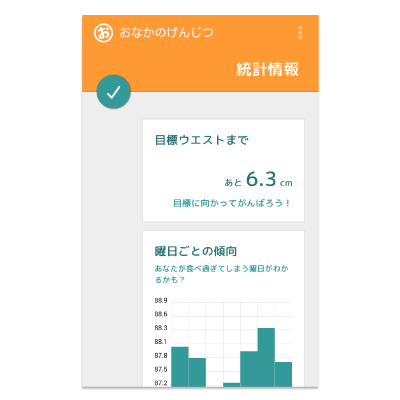 お おなかのげんじつ
統計情報
目標ウエストまで
あと 6.3 cm
目標に向かってがんばろう！
曜日ごとの傾向
あなたが食べ過ぎてしまう曜日がわか
るかも？
88.9
88.6
88.3
88.1
87.8
87.5
87.2